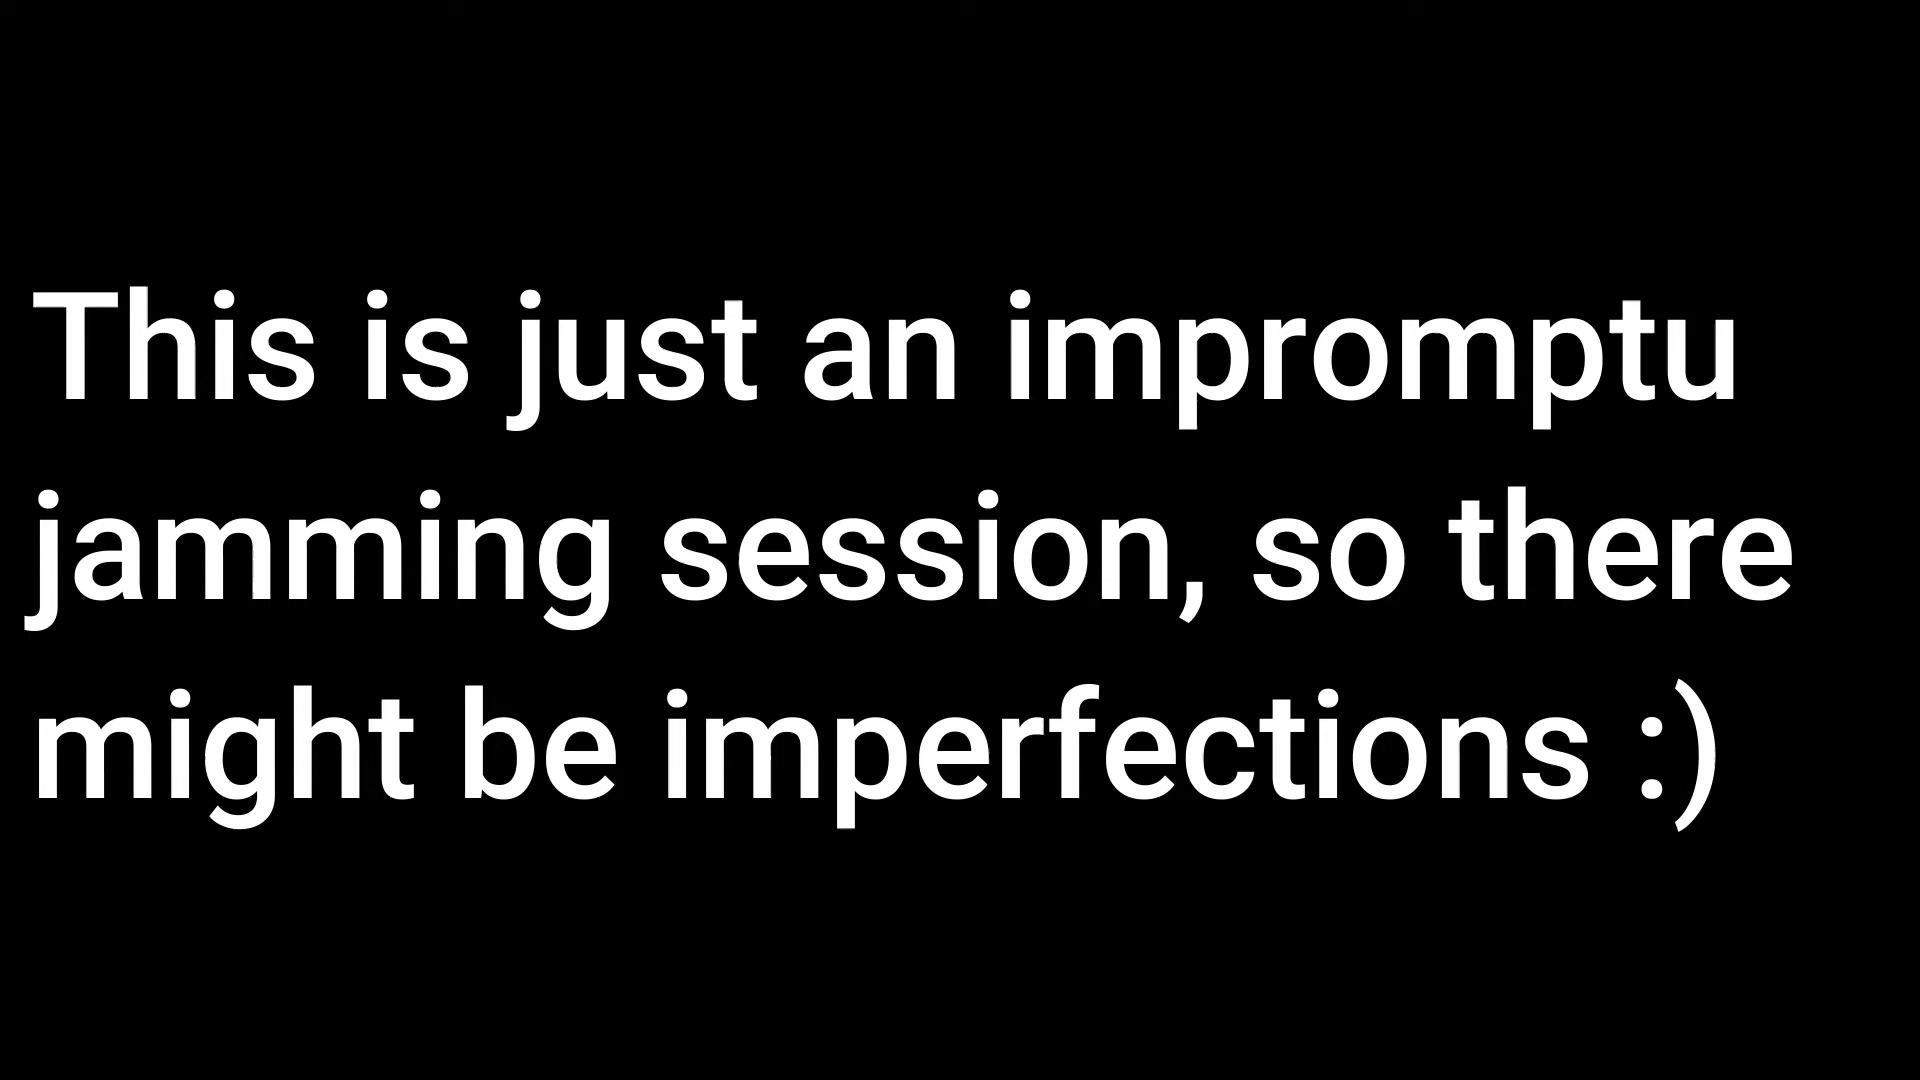 This is just an impromptu
jamming session, so there
might be imperfections :)